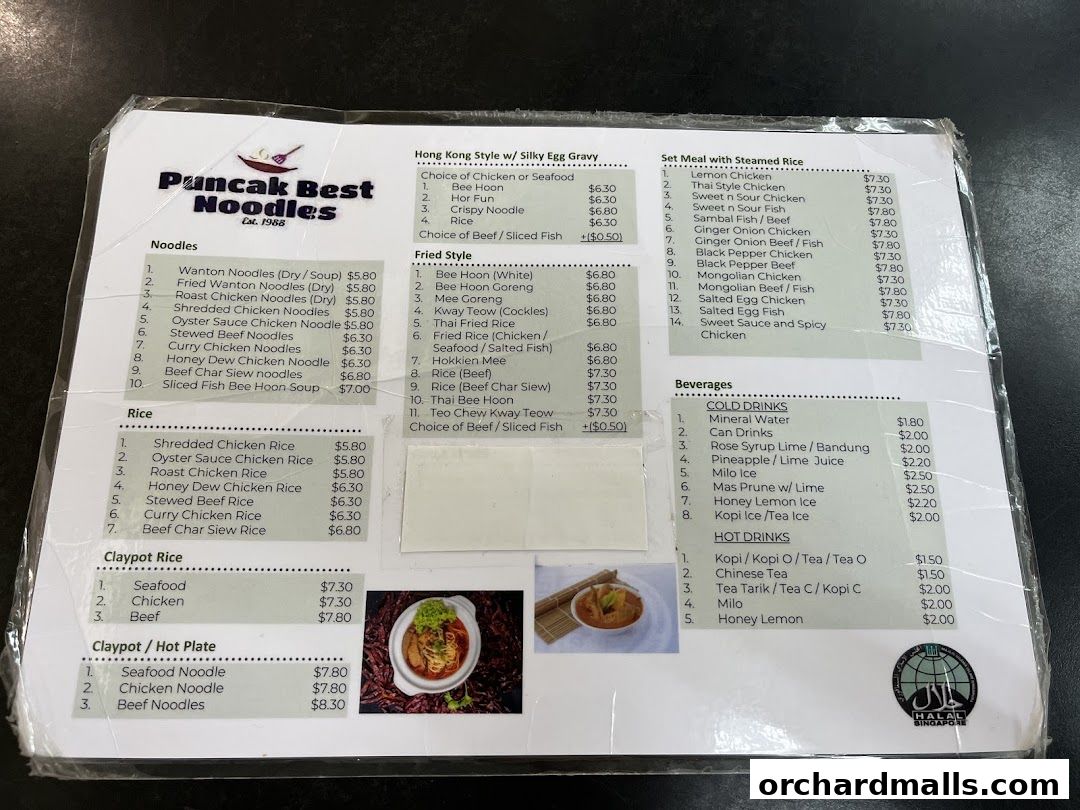 Puncak Best
Noodles
Est. 1988
Noodles
1. Wanton Noodles (Dry / Soup) $5.80
2. Fried Wanton Noodles (Dry) $5.80
3. Roast Chicken Noodles (Dry) $5.80
4. Shredded Chicken Noodles $5.80
5. Oyster Sauce Chicken Noodle $5.80
6. Stewed Beef Noodles $6.30
7. Curry Chicken Noodles $6.30
8. Honey Dew Chicken Noodle $6.30
9. Beef Char Siew noodles $6.80
10. Sliced Fish Bee Hoon Soup $7.00
Rice
1. Shredded Chicken Rice $5.80
2. Oyster Sauce Chicken Rice $5.80
3. Roast Chicken Rice $5.80
4. Honey Dew Chicken Rice $6.30
5. Stewed Beef Rice $6.30
6. Curry Chicken Rice $6.30
7. Beef Char Siew Rice $6.80
Claypot Rice
1. Seafood $7.30
2. Chicken $7.30
3. Beef $7.80
Claypot / Hot Plate
1. Seafood Noodle $7.80
2. Chicken Noodle $7.80
3. Beef Noodles $8.30
Hong Kong Style w/ Silky Egg Gravy
Choice of Chicken or Seafood
1. Bee Hoon $6.30
2. Hor Fun $6.30
3. Crispy Noodle $6.80
4. Rice $6.30
Choice of Beef / Sliced Fish +($0.50)
Fried Style
1. Bee Hoon (White) $6.80
2. Bee Hoon Goreng $6.80
3. Mee Goreng $6.80
4. Kway Teow (Cockles) $6.80
5. Thai Fried Rice $6.80
6. Fried Rice (Chicken /
Seafood / Salted Fish) $6.80
7. Hokkien Mee $6.80
8. Rice (Beef) $7.30
9. Rice (Beef Char Siew) $7.30
10. Thai Bee Hoon $7.30
11. Teo Chew Kway Teow $7.30
Choice of Beef / Sliced Fish +($0.50)
Set Meal with Steamed Rice
1. Lemon Chicken $7.30
2. Thai Style Chicken $7.30
3. Sweet n Sour Chicken $7.30
4. Sweet n Sour Fish $7.80
5. Sambal Fish / Beef $7.80
6. Ginger Onion Chicken $7.30
7. Ginger Onion Beef / Fish $7.80
8. Black Pepper Chicken $7.30
9. Black Pepper Beef $7.80
10. Mongolian Chicken $7.30
11. Mongolian Beef / Fish $7.80
12. Salted Egg Chicken $7.30
13. Salted Egg Fish $7.80
14. Sweet Sauce and Spicy $7.30
Chicken
Beverages
COLD DRINKS
1. Mineral Water $1.80
2. Can Drinks $2.00
3. Rose Syrup Lime / Bandung $2.00
4. Pineapple / Lime Juice $2.20
5. Milo Ice $2.50
6. Mas Prune w/ Lime $2.50
7. Honey Lemon Ice $2.20
8. Kopi Ice /Tea Ice $2.00
HOT DRINKS
1. Kopi / Kopi O / Tea / Tea O $1.50
2. Chinese Tea $1.50
3. Tea Tarik / Tea C / Kopi C $2.00
4. Milo $2.00
5. Honey Lemon $2.00
حلال
HALAL
SINGAPORE
orchardmalls.com